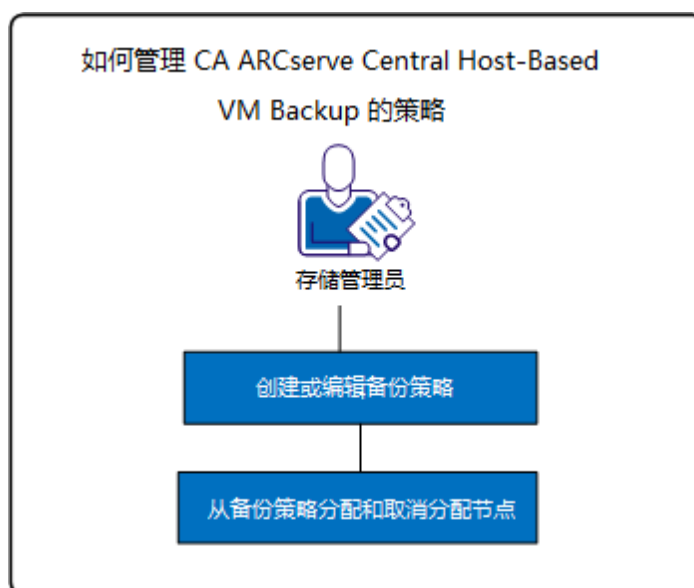 如何管理 CA ARCserve Central Host-Based
VM Backup 的策略
存储管理员
创建或编辑备份策略
从备份策略分配和取消分配节点